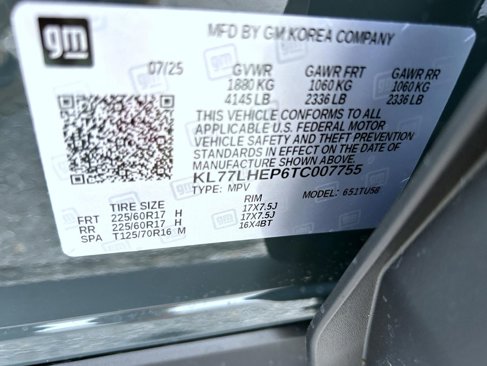 gm
MFD BY GM KOREA COMPANY
07/25 GVWR GAWR FRT GAWR RR
1880 KG 1060 KG 1060 KG
4145 LB 2336 LB 2336 LB
THIS VEHICLE CONFORMS TO ALL
APPLICABLE U.S. FEDERAL MOTOR
VEHICLE SAFETY AND THEFT PREVENTION
STANDARDS IN EFFECT ON THE DATE OF
MANUFACTURE SHOWN ABOVE.
KL77LHEP6TC007755
TYPE: MPV MODEL: 651TU58
TIRE SIZE RIM
FRT 225/60R17 H 17X7.5J
RR 225/60R17 H 17X7.5J
SPA T125/70R16 M 16X4BT